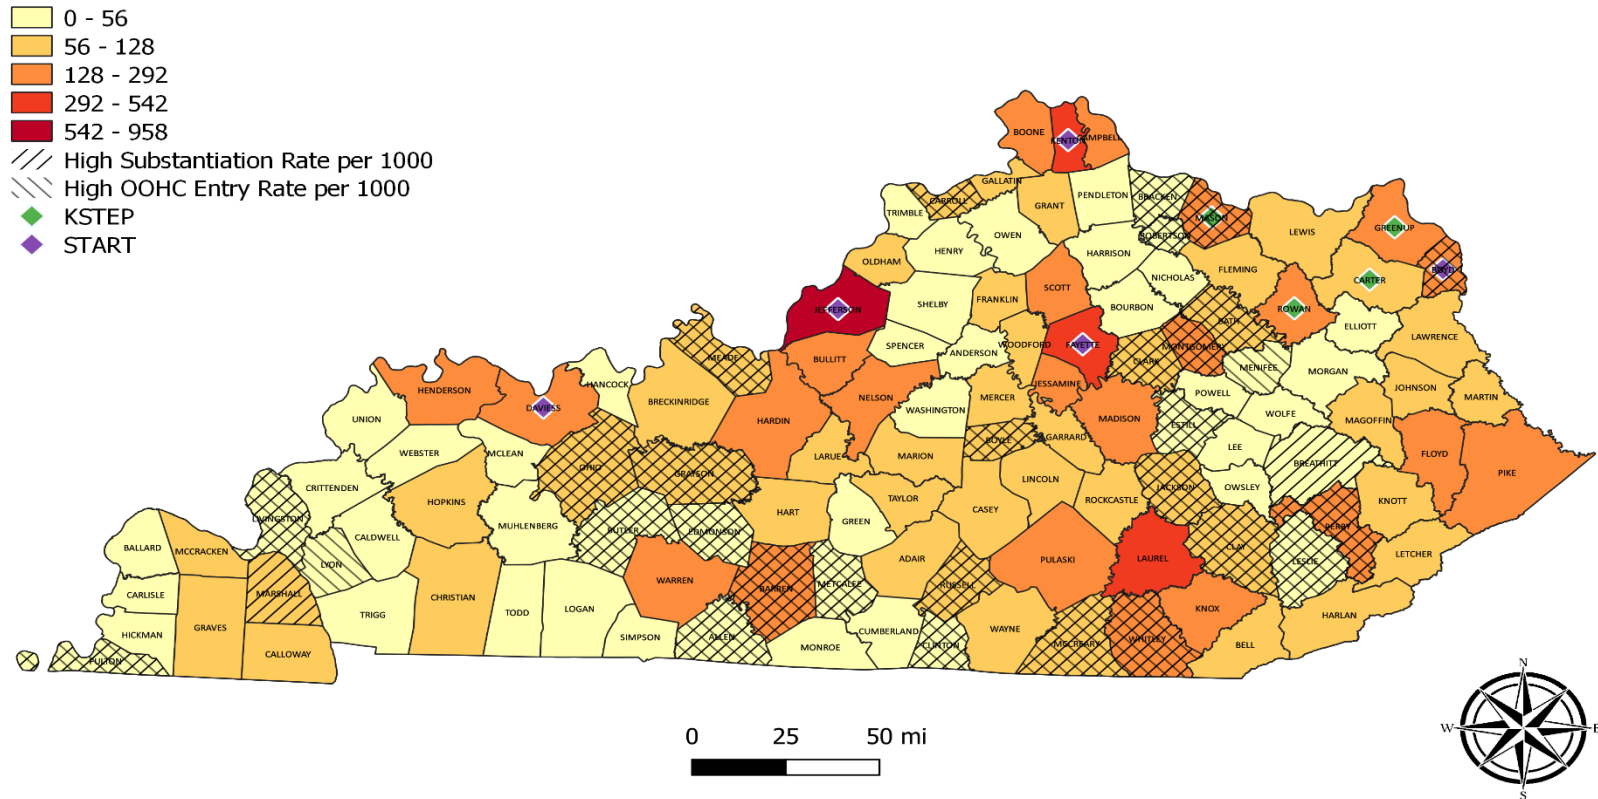 0 - 56
56 - 128
128 - 292
292 - 542
542 - 958
High Substantiation Rate per 1000
High OOHC Entry Rate per 1000
KSTEP
START
BOONE
KENTON
CAMPBELL
GALLATIN
CARROLL
GRANT
PENDLETON
BRACKEN
MASON
TRIMBLE
ROBERTSON
LEWIS
GREENUP
OWEN
HENRY
HARRISON
OLDHAM
FLEMING
BOYD
NICHOLAS
CARTER
SCOTT
FRANKLIN
SHELBY
BOURBON
JEFFERSON
ROWAN
BATH
ELLIOTT
LAWRENCE
SPENCER
WOODFORD
FAYETTE
MONTGOMERY
ANDERSON
MEADE
BULLITT
CLARK
MENIFEE
MORGAN
JESSAMINE
HANCOCK
HENDERSON
POWELL
JOHNSON
NELSON
MERCER
MARTIN
BRECKINRIDGE
DAVIESS
WASHINGTON
WOLFE
UNION
HARDIN
MADISON
MAGOFFIN
ESTILL
GARRARD
BOYLE
LEE
WEBSTER
MCLEAN
LARUE
MARION
FLOYD
BREATHITT
OHIO
GRAYSON
PIKE
LINCOLN
CRITTENDEN
JACKSON
OWSLEY
HOPKINS
TAYLOR
ROCKCASTLE
KNOTT
CASEY
HART
LIVINGSTON
GREEN
MUHLENBERG
PERRY
BUTLER
EDMONSON
CALDWELL
BALLARD
MCCRACKEN
CLAY
LETCHER
ADAIR
PULASKI
LAUREL
LESLIE
LYON
WARREN
METCALFE
RUSSELL
BARREN
CARLISLE
MARSHALL
CHRISTIAN
LOGAN
KNOX
TRIGG
TODD
HARLAN
GRAVES
WAYNE
CUMBERLAND
HICKMAN
SIMPSON
ALLEN
WHITLEY
MCCREARY
CLINTON
BELL
MONROE
CALLOWAY
FULTON
N
W
E
S
0 25 50 mi